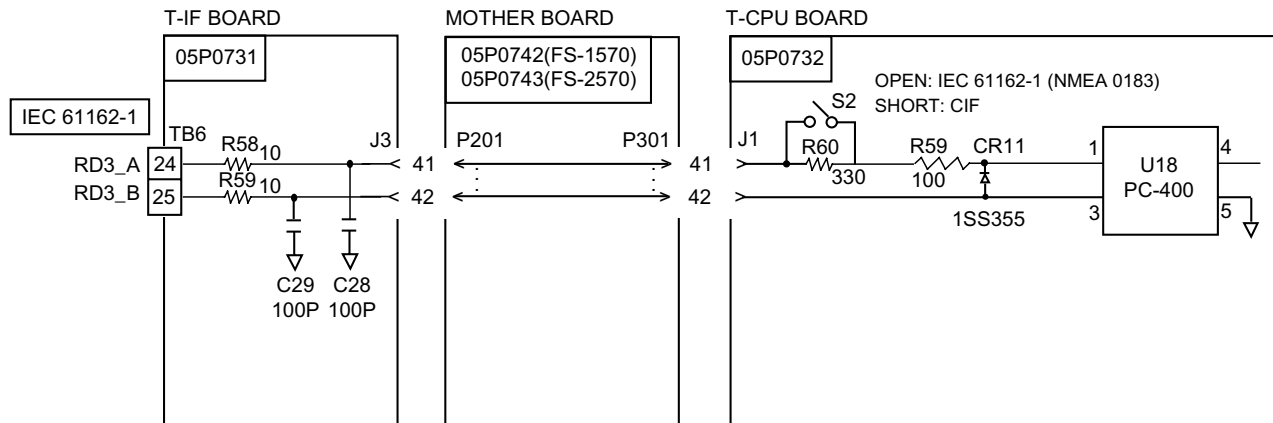 T-IF BOARD
MOTHER BOARD
T-CPU BOARD
05P0731
05P0742(FS-1570)
05P0743(FS-2570)
05P0732
OPEN: IEC 61162-1 (NMEA 0183)
SHORT: CIF
IEC 61162-1
TB6
R58
10
J3
P201
P301
J1
S2
R60
330
R59
100
CR11
1
U18
PC-400
4
RD3_A
24
41
41
RD3_B
25
R59
10
42
42
1SS355
3
5
C29
100P
C28
100P